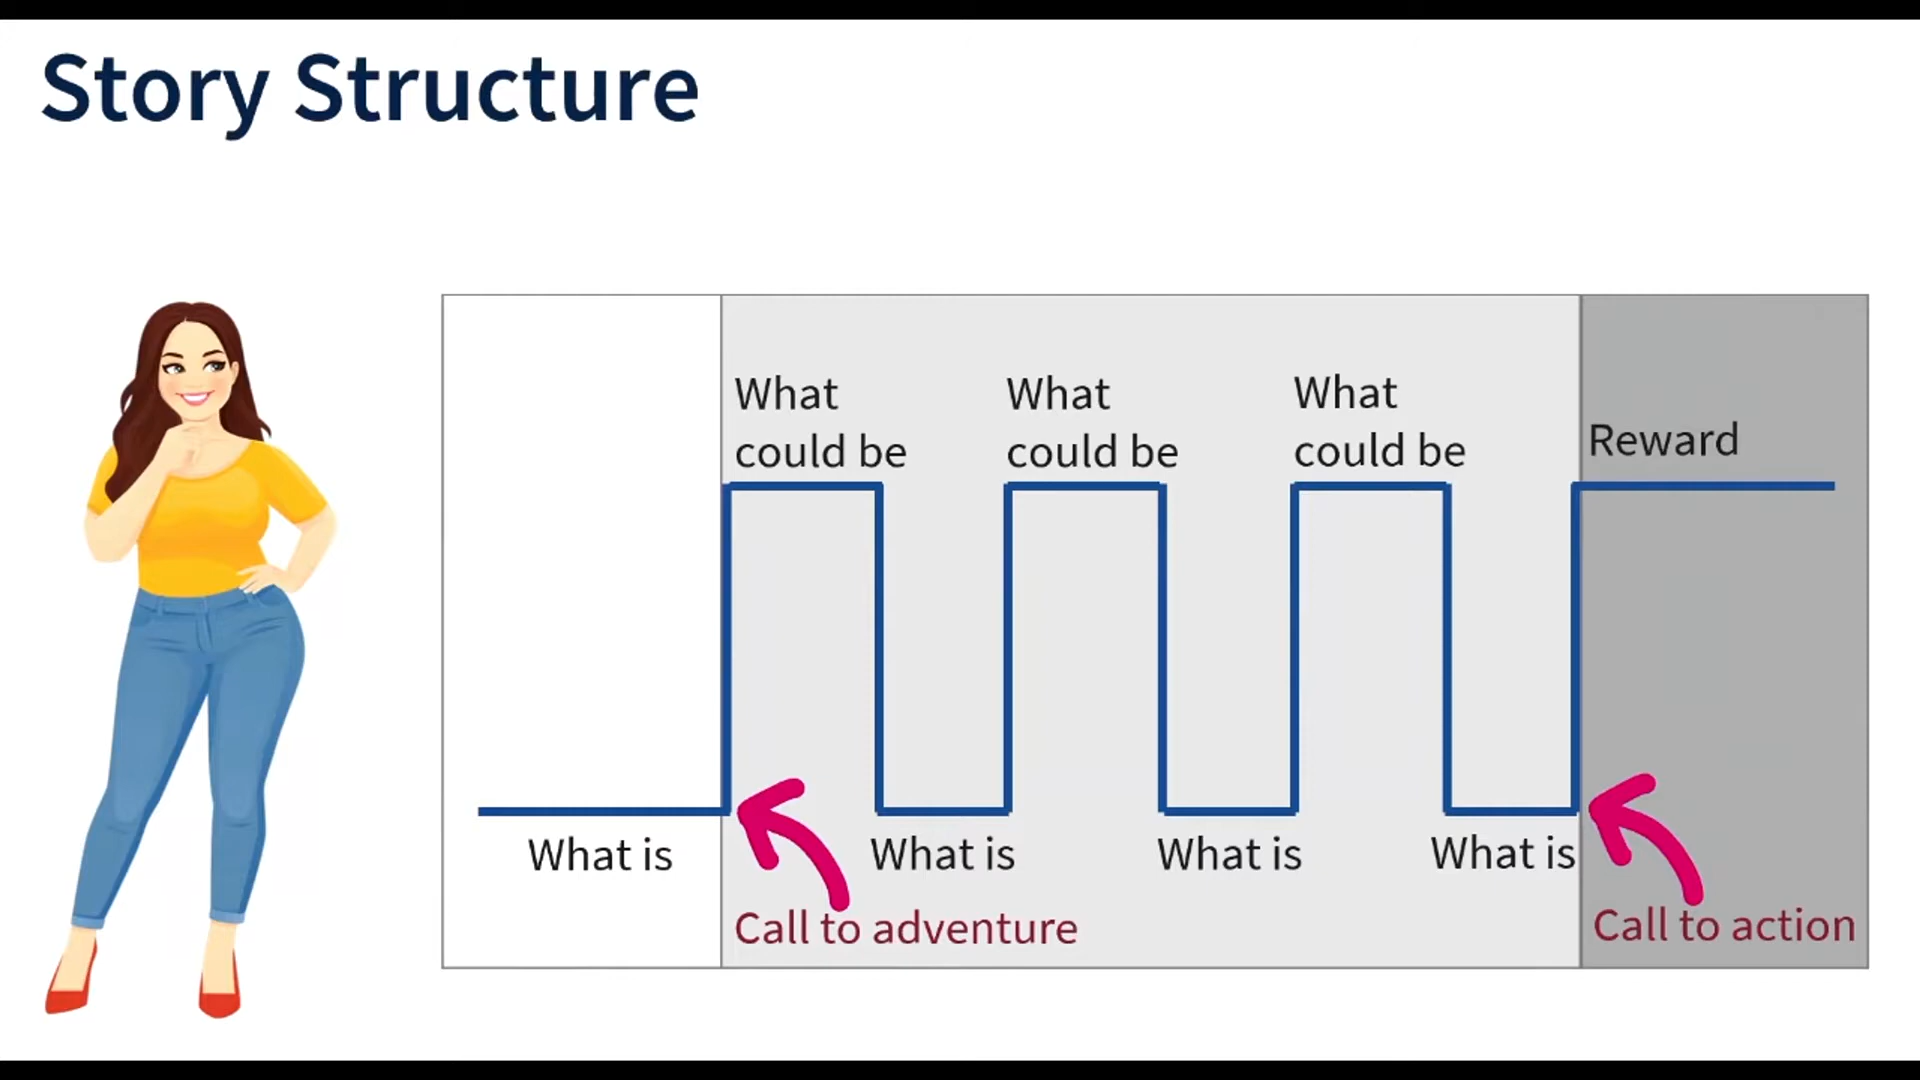 Story Structure
What
could be
What
could be
What
could be
Reward
What is
What is
What is
What is
Call to adventure
Call to action